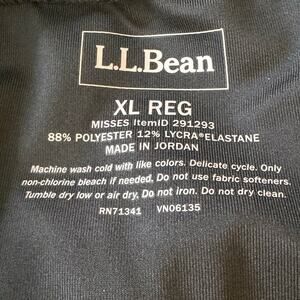 L.L.Bean
XL REG
MISSES ItemID 291293
88% POLYESTER 12% LYCRA®ELASTANE
MADE IN JORDAN
Machine wash cold with like colors. Delicate cycle. Only
non-chlorine bleach if needed. Do not use fabric softeners.
Tumble dry low or air dry. Do not iron. Do not dry clean.
RN71341 VN06135